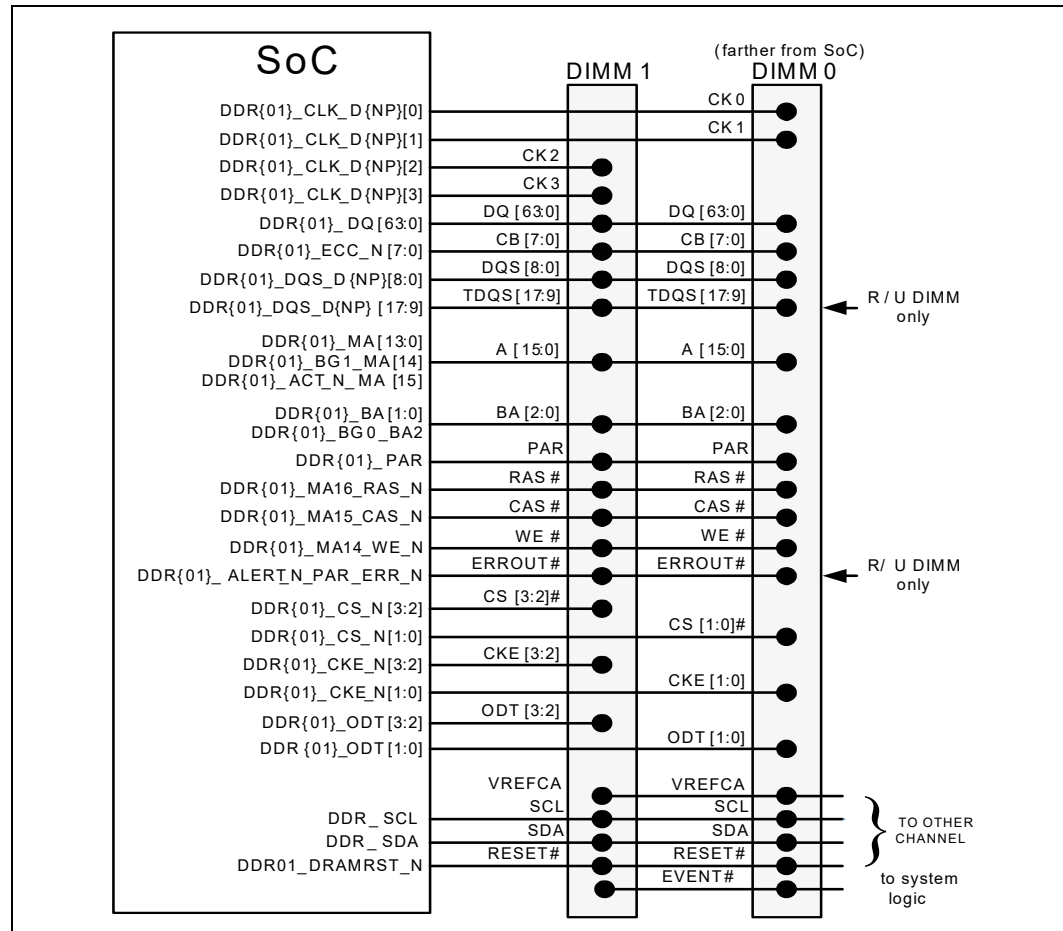 SoC
(farther from SoC)
DIMM 1
DIMM 0
DDR{01}_CLK_D{NP}[0]
CK0
DDR{01}_CLK_D{NP}[1]
CK1
DDR{01}_CLK_D{NP}[2]
CK2
DDR{01}_CLK_D{NP}[3]
CK3
DDR{01}_DQ[63:0]
DQ [63:0]
DQ [63:0]
DDR{01}_ECC_N[7:0]
CB [7:0]
CB [7:0]
DDR{01}_DQS_D{NP}[8:0]
DQS [8:0]
DQS [8:0]
DDR{01}_DQS_D{NP} [17:9]
TDQS[17:9]
TDQS[17:9]
R / U DIMM
only
DDR{01}_MA[13:0]
DDR{01}_BG1_MA[14]
DDR{01}_ACT_N_MA [15]
A [15:0]
A [15:0]
DDR{01}_BA[1:0]
DDR{01}_BG0_BA2
BA [2:0]
BA [2:0]
DDR{01}_PAR
PAR
PAR
DDR{01}_MA16_RAS_N
RAS #
RAS #
DDR{01}_MA15_CAS_N
CAS #
CAS #
DDR{01}_MA14_WE_N
WE #
WE #
DDR{01}_ ALERT_N_PAR_ERR_N
ERROUT#
ERROUT#
R/ U DIMM
only
DDR{01}_CS_N[3:2]
CS [3:2]#
DDR{01}_CS_N[1:0]
CS [1:0]#
DDR{01}_CKE_N[3:2]
CKE [3:2]
DDR{01}_CKE_N[1:0]
CKE [1:0]
DDR{01}_ODT[3:2]
ODT [3:2]
DDR {01}_ODT[1:0]
ODT [1:0]
VREFCA
VREFCA
DDR_SCL
SCL
SCL
DDR_SDA
SDA
SDA
TO OTHER
CHANNEL
DDR01_DRAMRST_N
RESET#
RESET#
EVENT#
to system
logic